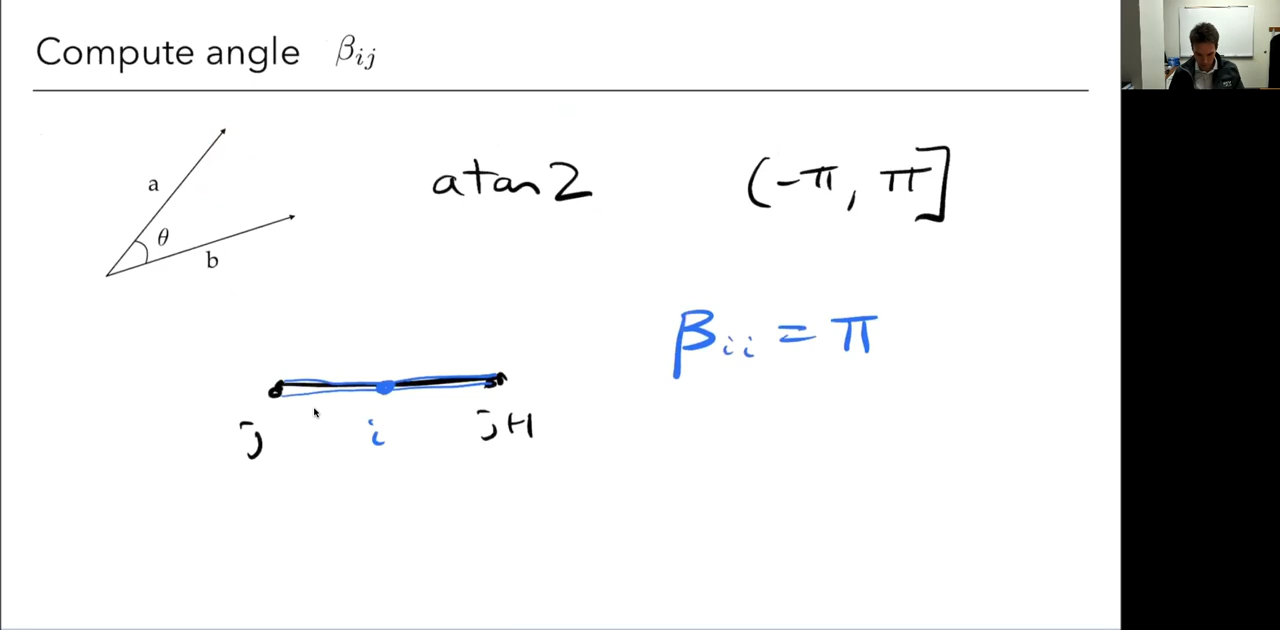 Compute angle βij
a
θ
b
atan2 (-π, π]
βii = π
j i j+1